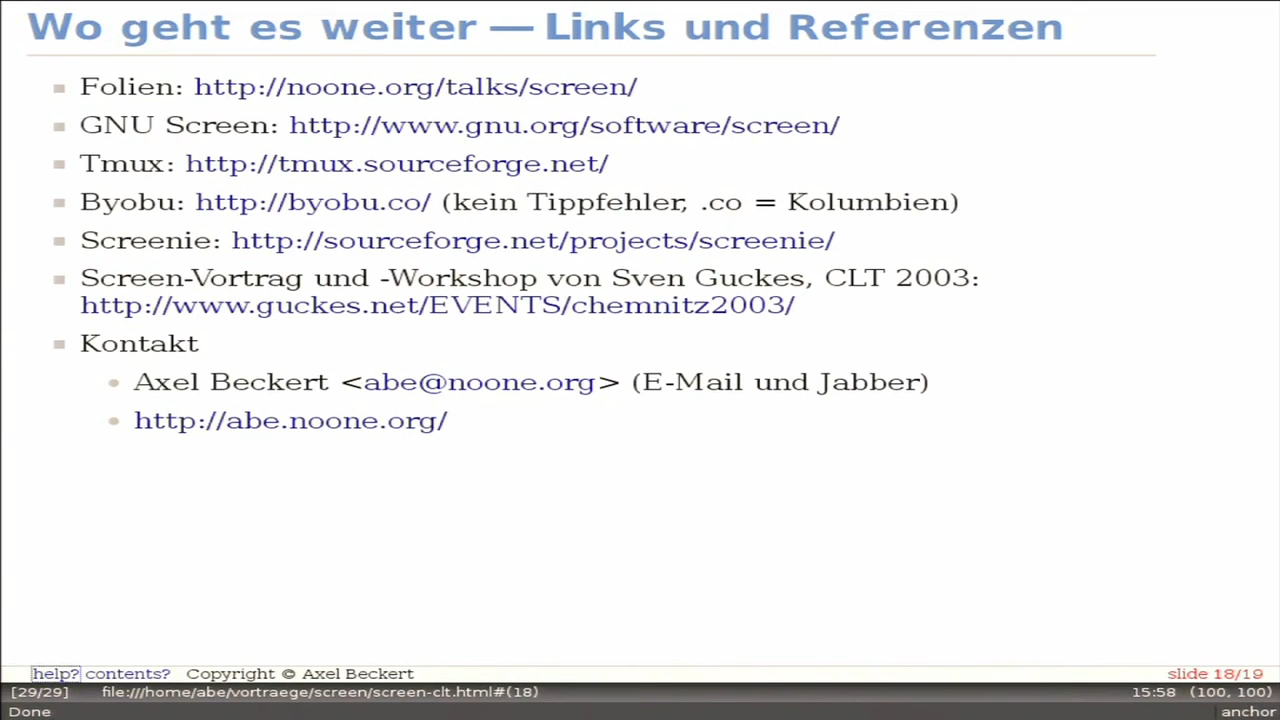 Wo geht es weiter — Links und Referenzen
Folien: http://noone.org/talks/screen/
GNU Screen: http://www.gnu.org/software/screen/
Tmux: http://tmux.sourceforge.net/
Byobu: http://byobu.co/ (kein Tippfehler, .co = Kolumbien)
Screenie: http://sourceforge.net/projects/screenie/
Screen-Vortrag und -Workshop von Sven Guckes, CLT 2003:
http://www.guckes.net/EVENTS/chemnitz2003/
Kontakt
Axel Beckert <abe@noone.org> (E-Mail und Jabber)
http://abe.noone.org/
help? contents? Copyright © Axel Beckert slide 18/19
[29/29] file:///home/abe/vortraege/screen/screen-clt.html#(18) 15:58 (100, 100)
Done anchor